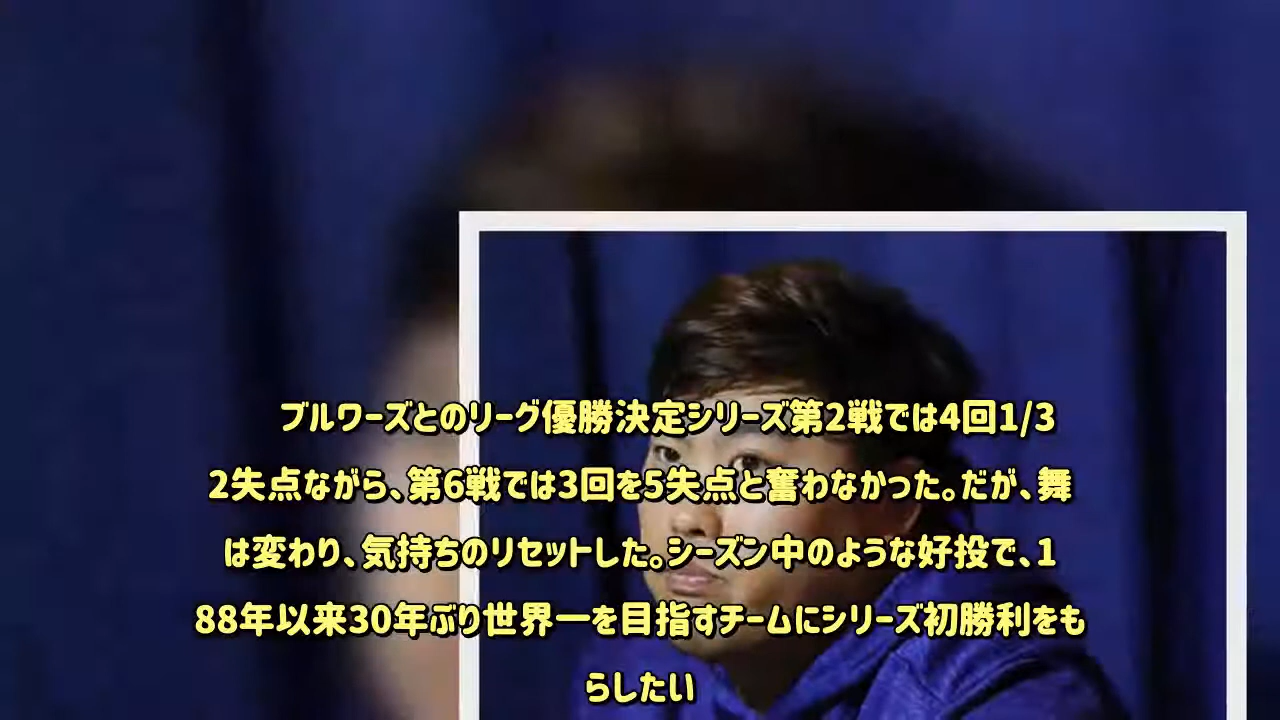 ブルワーズとのリーグ優勝決定シリーズ第2戦では4回1/3
2失点ながら、第6戦では3回を5失点と奮わなかった。だが、舞
は変わり、気持ちのリセットした。シーズン中のような好投で、1
88年以来30年ぶり世界一を目指すチームにシリーズ初勝利をも
らしたい